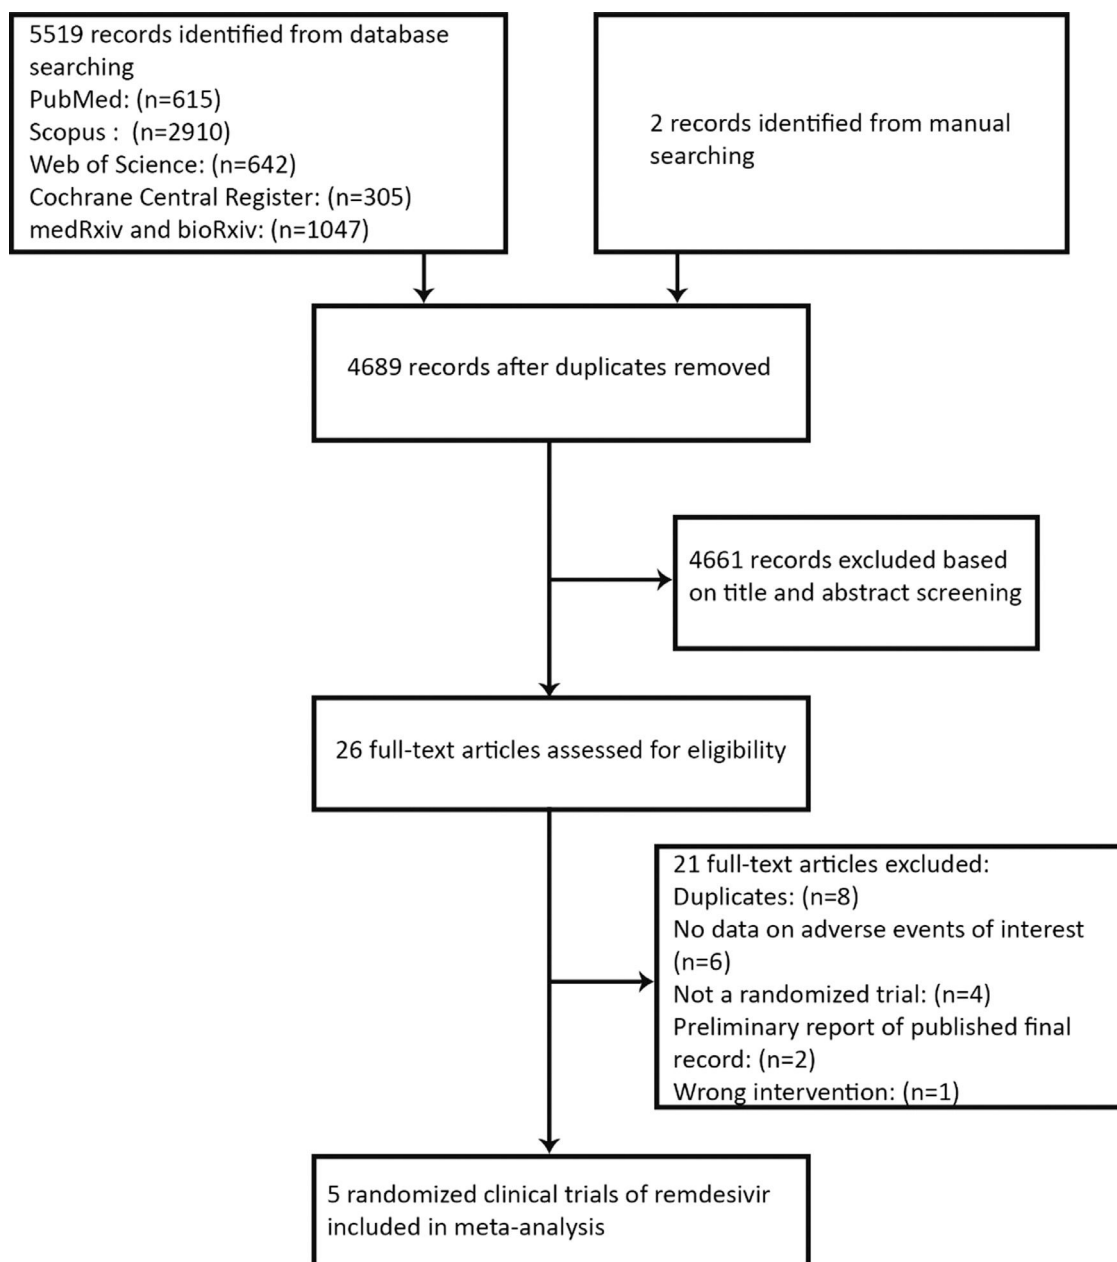 5519 records identified from database
searching
PubMed: (n=615)
Scopus :  (n=2910)
Web of Science: (n=642)
Cochrane Central Register: (n=305)
medRxiv and bioRxiv: (n=1047)
2 records identified from manual
searching
4689 records after duplicates removed
4661 records excluded based
on title and abstract screening
26 full-text articles assessed for eligibility
21 full-text articles excluded:
Duplicates: (n=8)
No data on adverse events of interest
(n=6)
Not a randomized trial: (n=4)
Preliminary report of published final
record: (n=2)
Wrong intervention: (n=1)
5 randomized clinical trials of remdesivir
included in meta-analysis